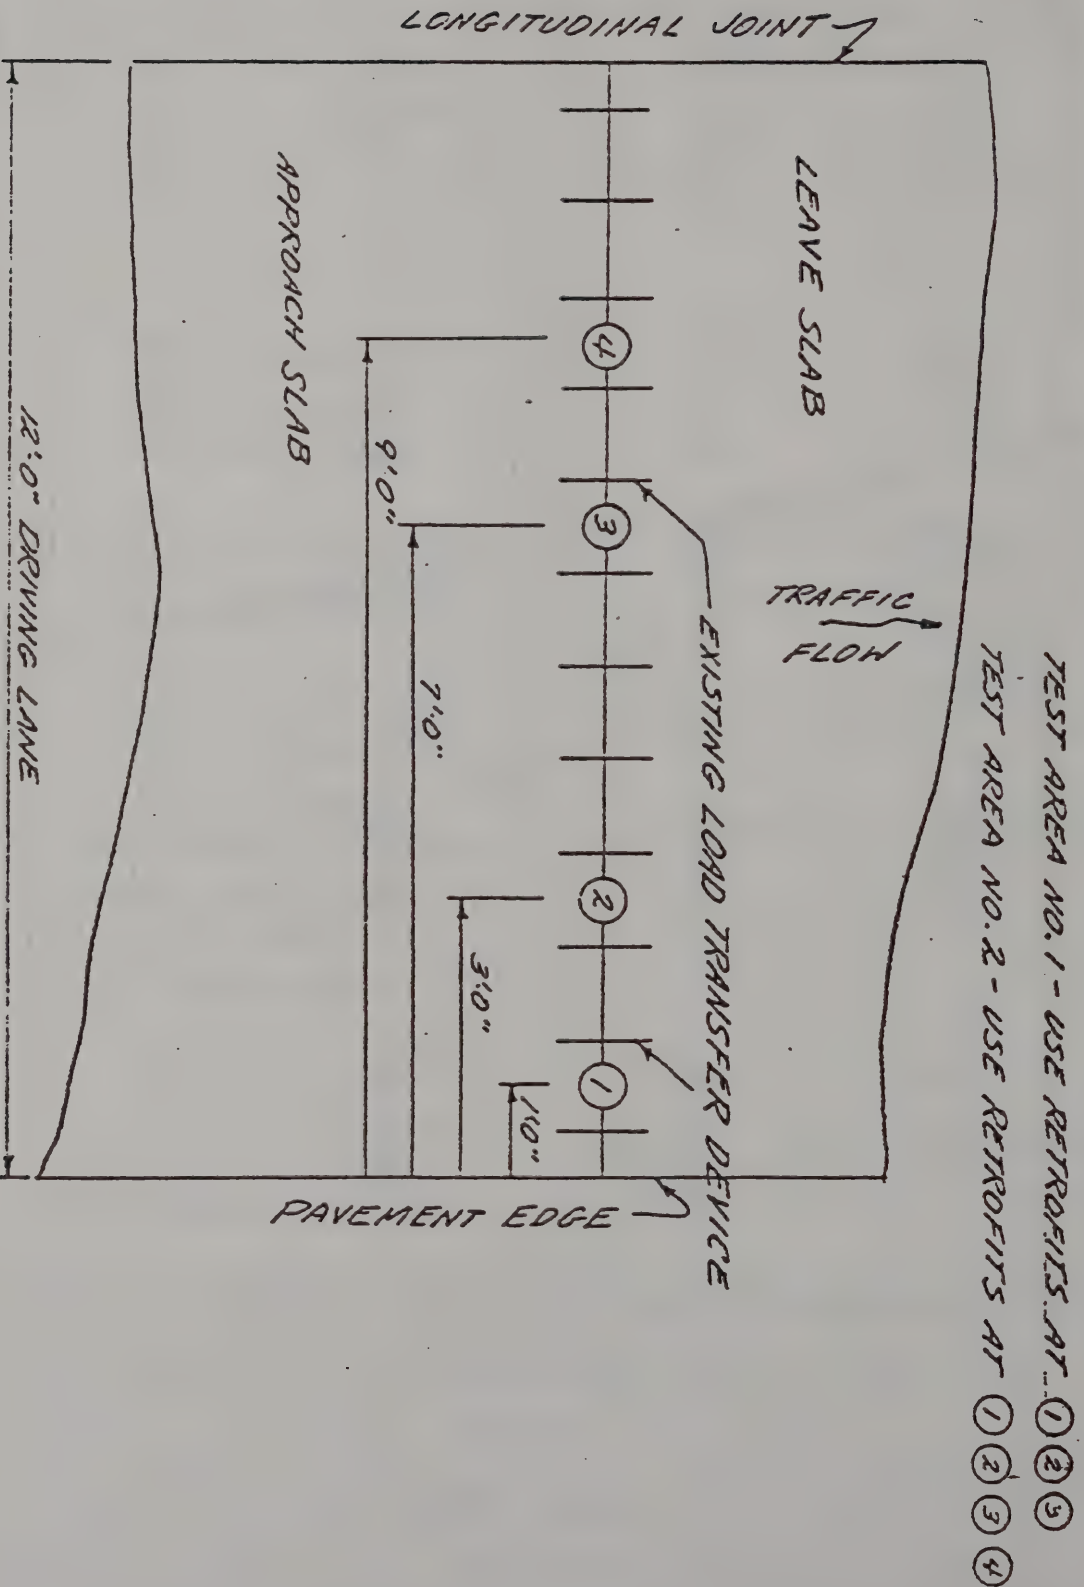 LONGITUDINAL JOINT
LEAVE SLAB
APPROACH SLAB
TRAFFIC
FLOW
EXISTING LOAD TRANSFER DEVICE
4
3
2
1
9'0"
7'0"
3'0"
1'0"
12'0" DRIVING LANE
PAVEMENT EDGE
TEST AREA NO. 1 - USE RETROFITS AT 1 2 3
TEST AREA NO. 2 - USE RETROFITS AT 1 2 3 4